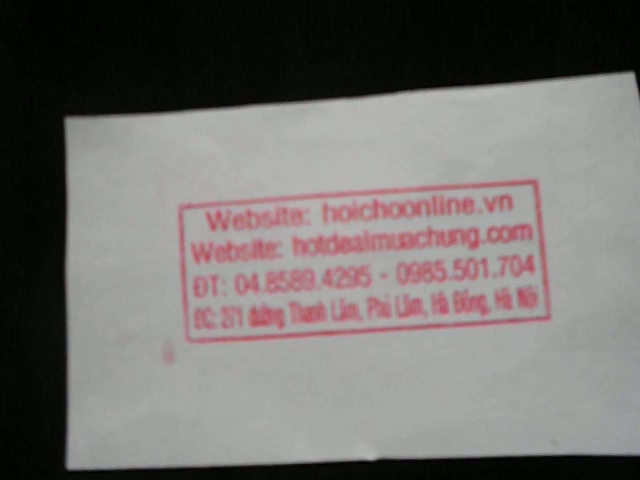 Website: hoichoonline.vn
Website: hotdealmuachung.com
ĐT: 04.8589.4295 - 0985.501.704
ĐC: 271 đường Thanh Lãm, Phú Lãm, Hà Đông, Hà Nội